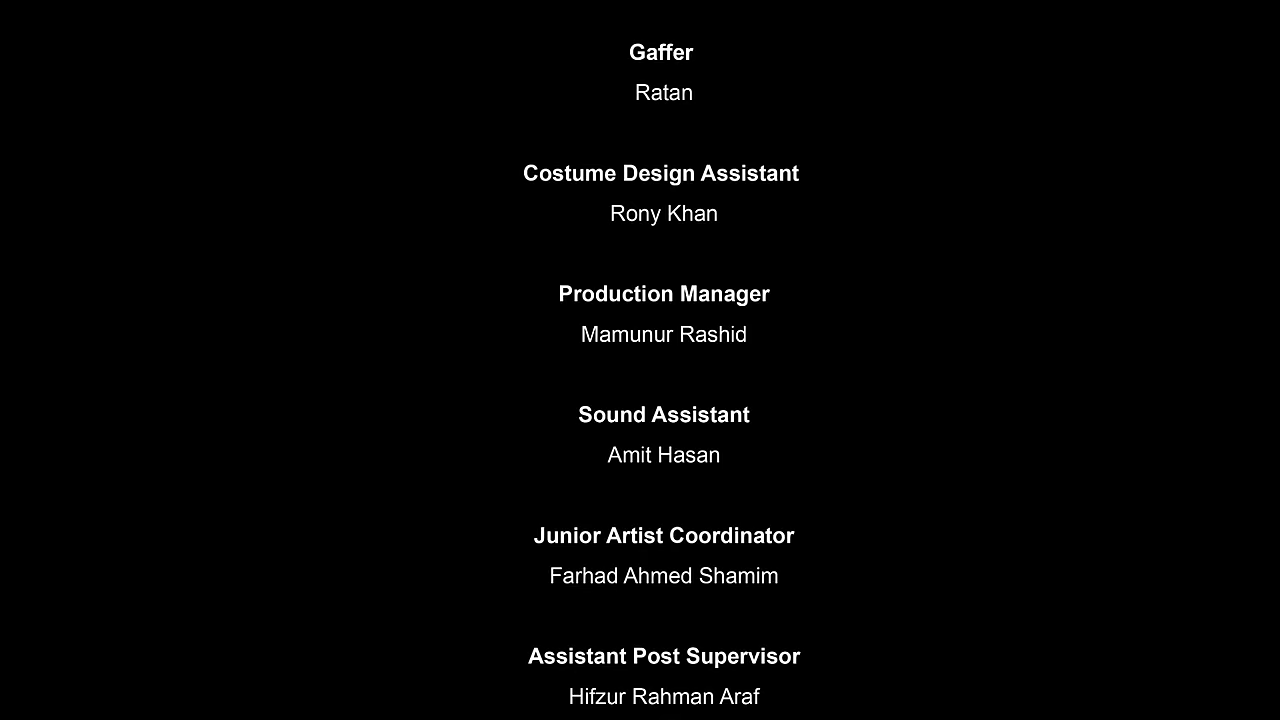 Gaffer
Ratan
Costume Design Assistant
Rony Khan
Production Manager
Mamunur Rashid
Sound Assistant
Amit Hasan
Junior Artist Coordinator
Farhad Ahmed Shamim
Assistant Post Supervisor
Hifzur Rahman Araf